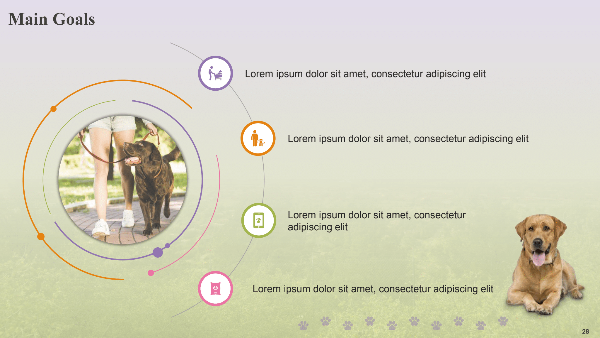 Main Goals
Lorem ipsum dolor sit amet, consectetur adipiscing elit
Lorem ipsum dolor sit amet, consectetur adipiscing elit
Lorem ipsum dolor sit amet, consectetur
adipiscing elit
Lorem ipsum dolor sit amet, consectetur adipiscing elit
28